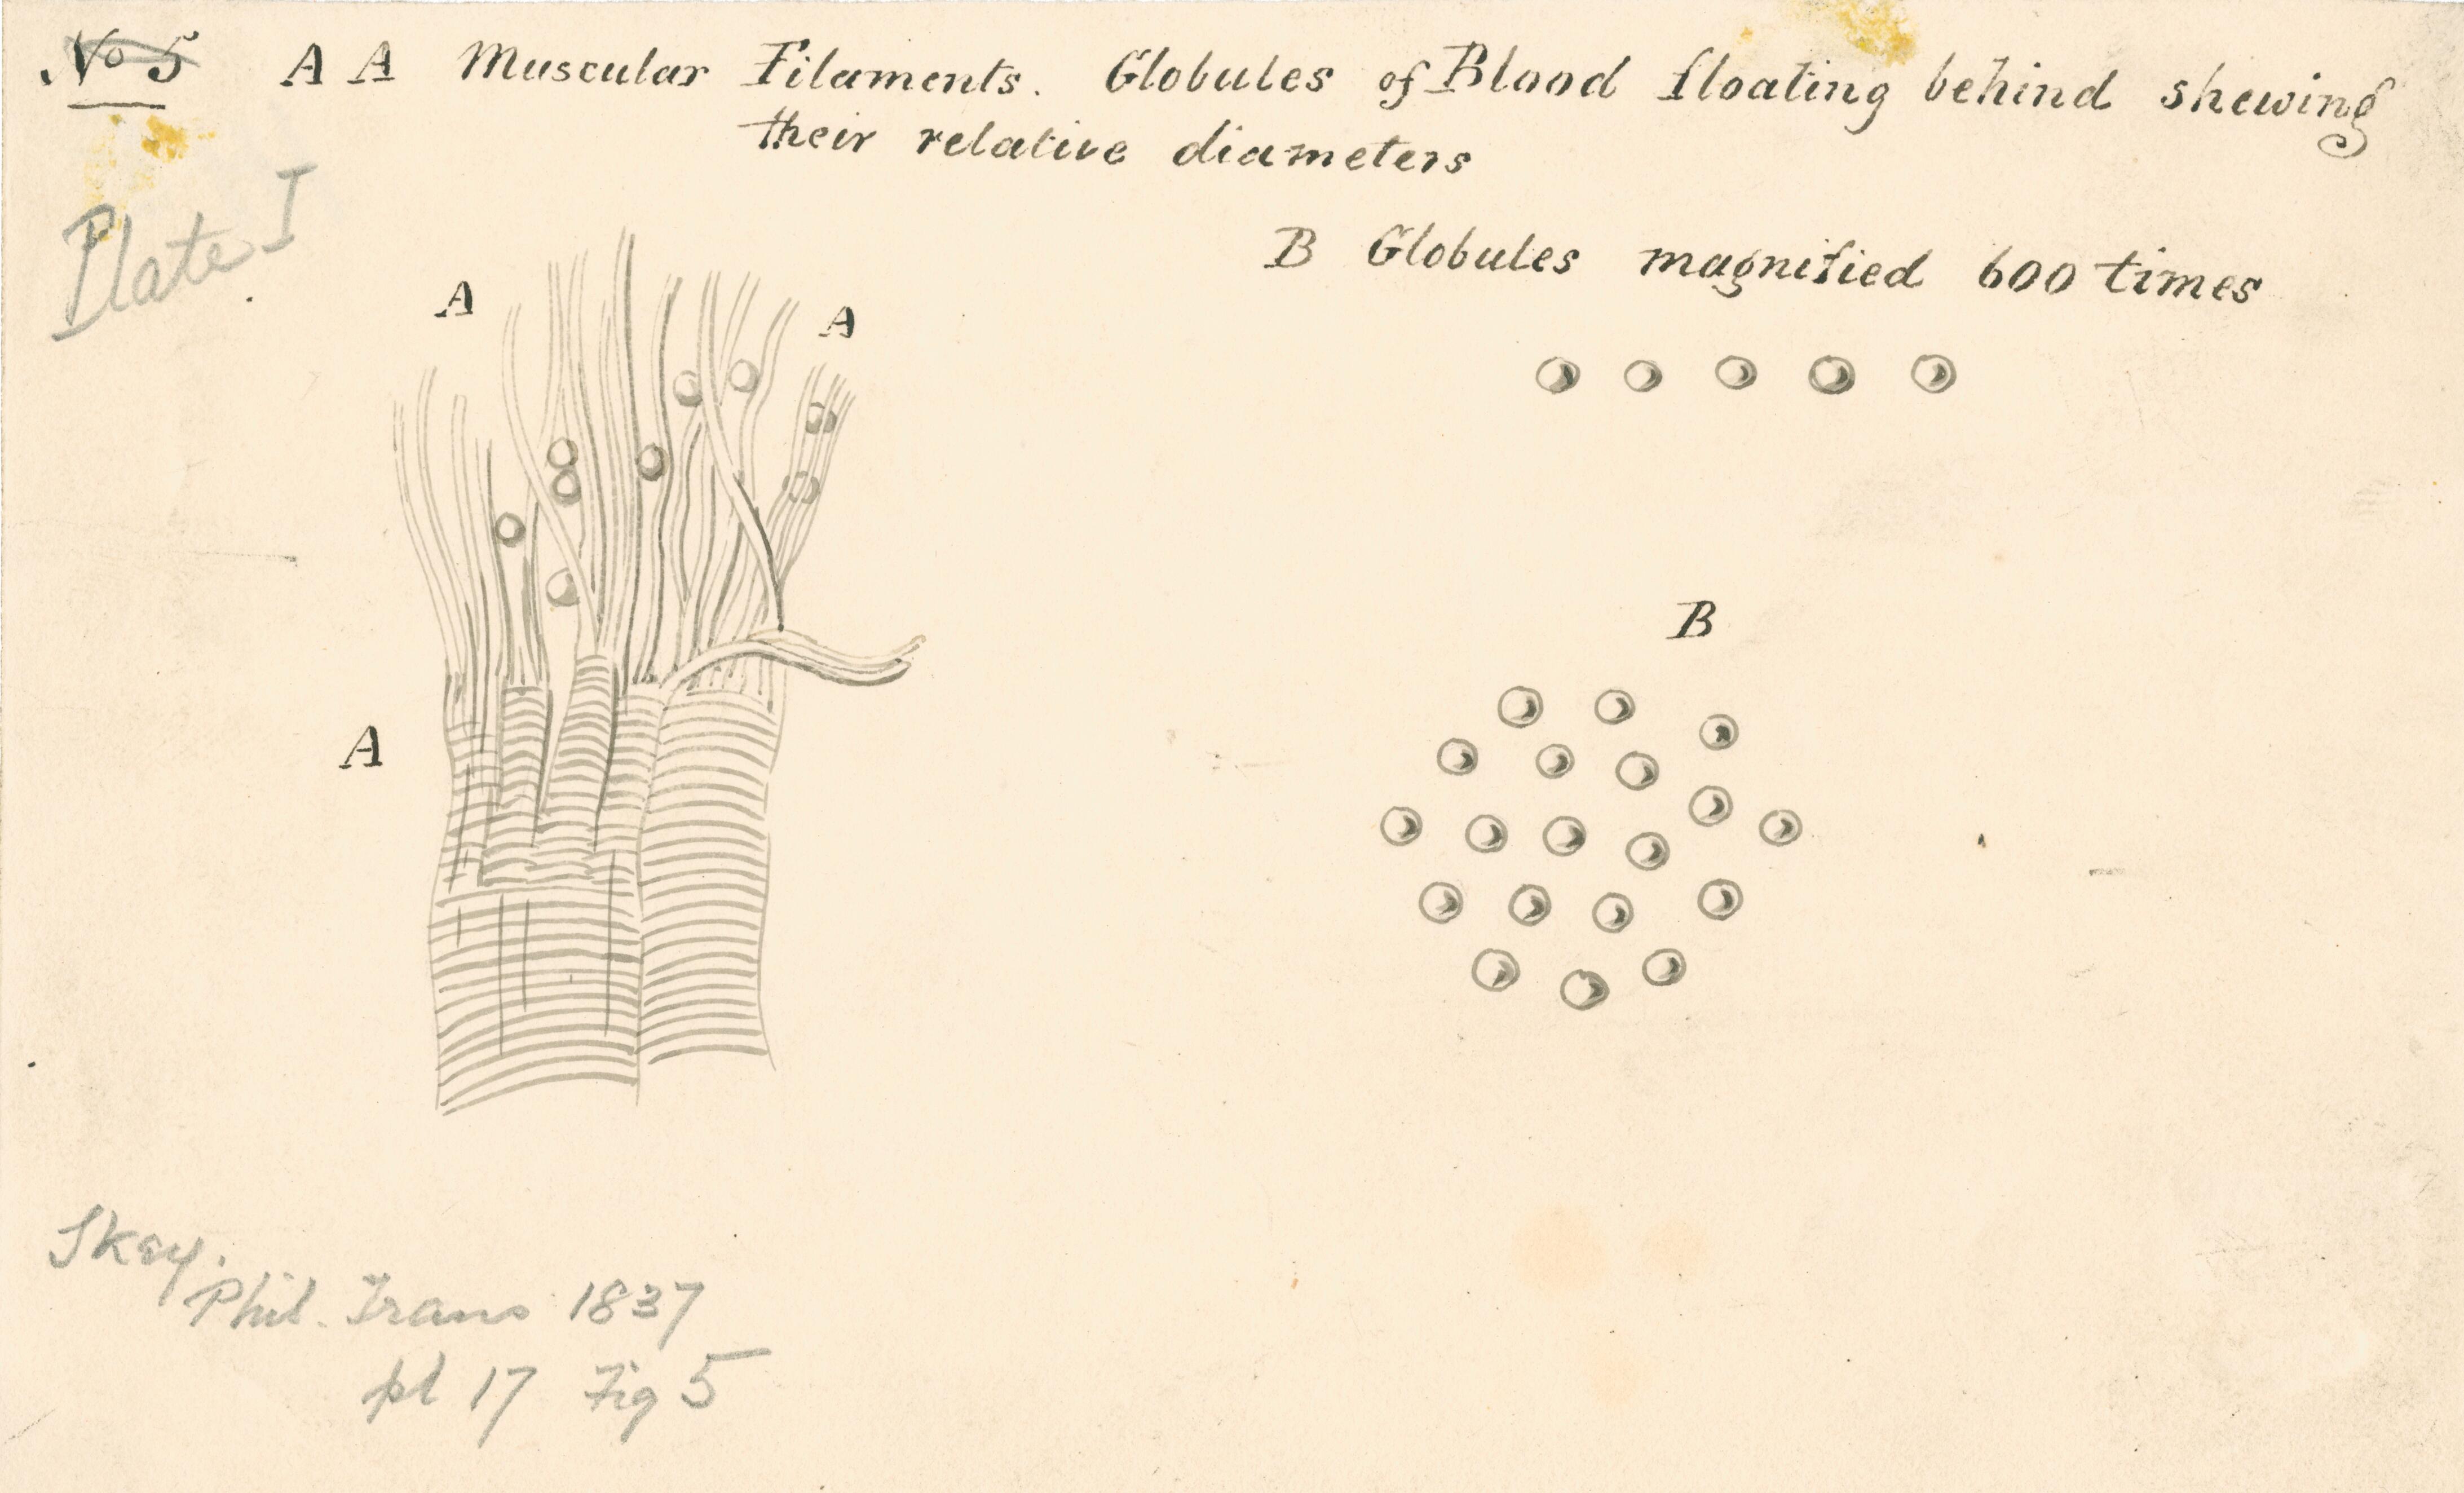 No 5 A A Muscular Filaments. Globules of Blood floating behind shewing
their relative diameters
Plate I
B Globules magnified 600 times
A
A
B
A
Skey.
Phil. Trans 1837
pl 17 Fig 5